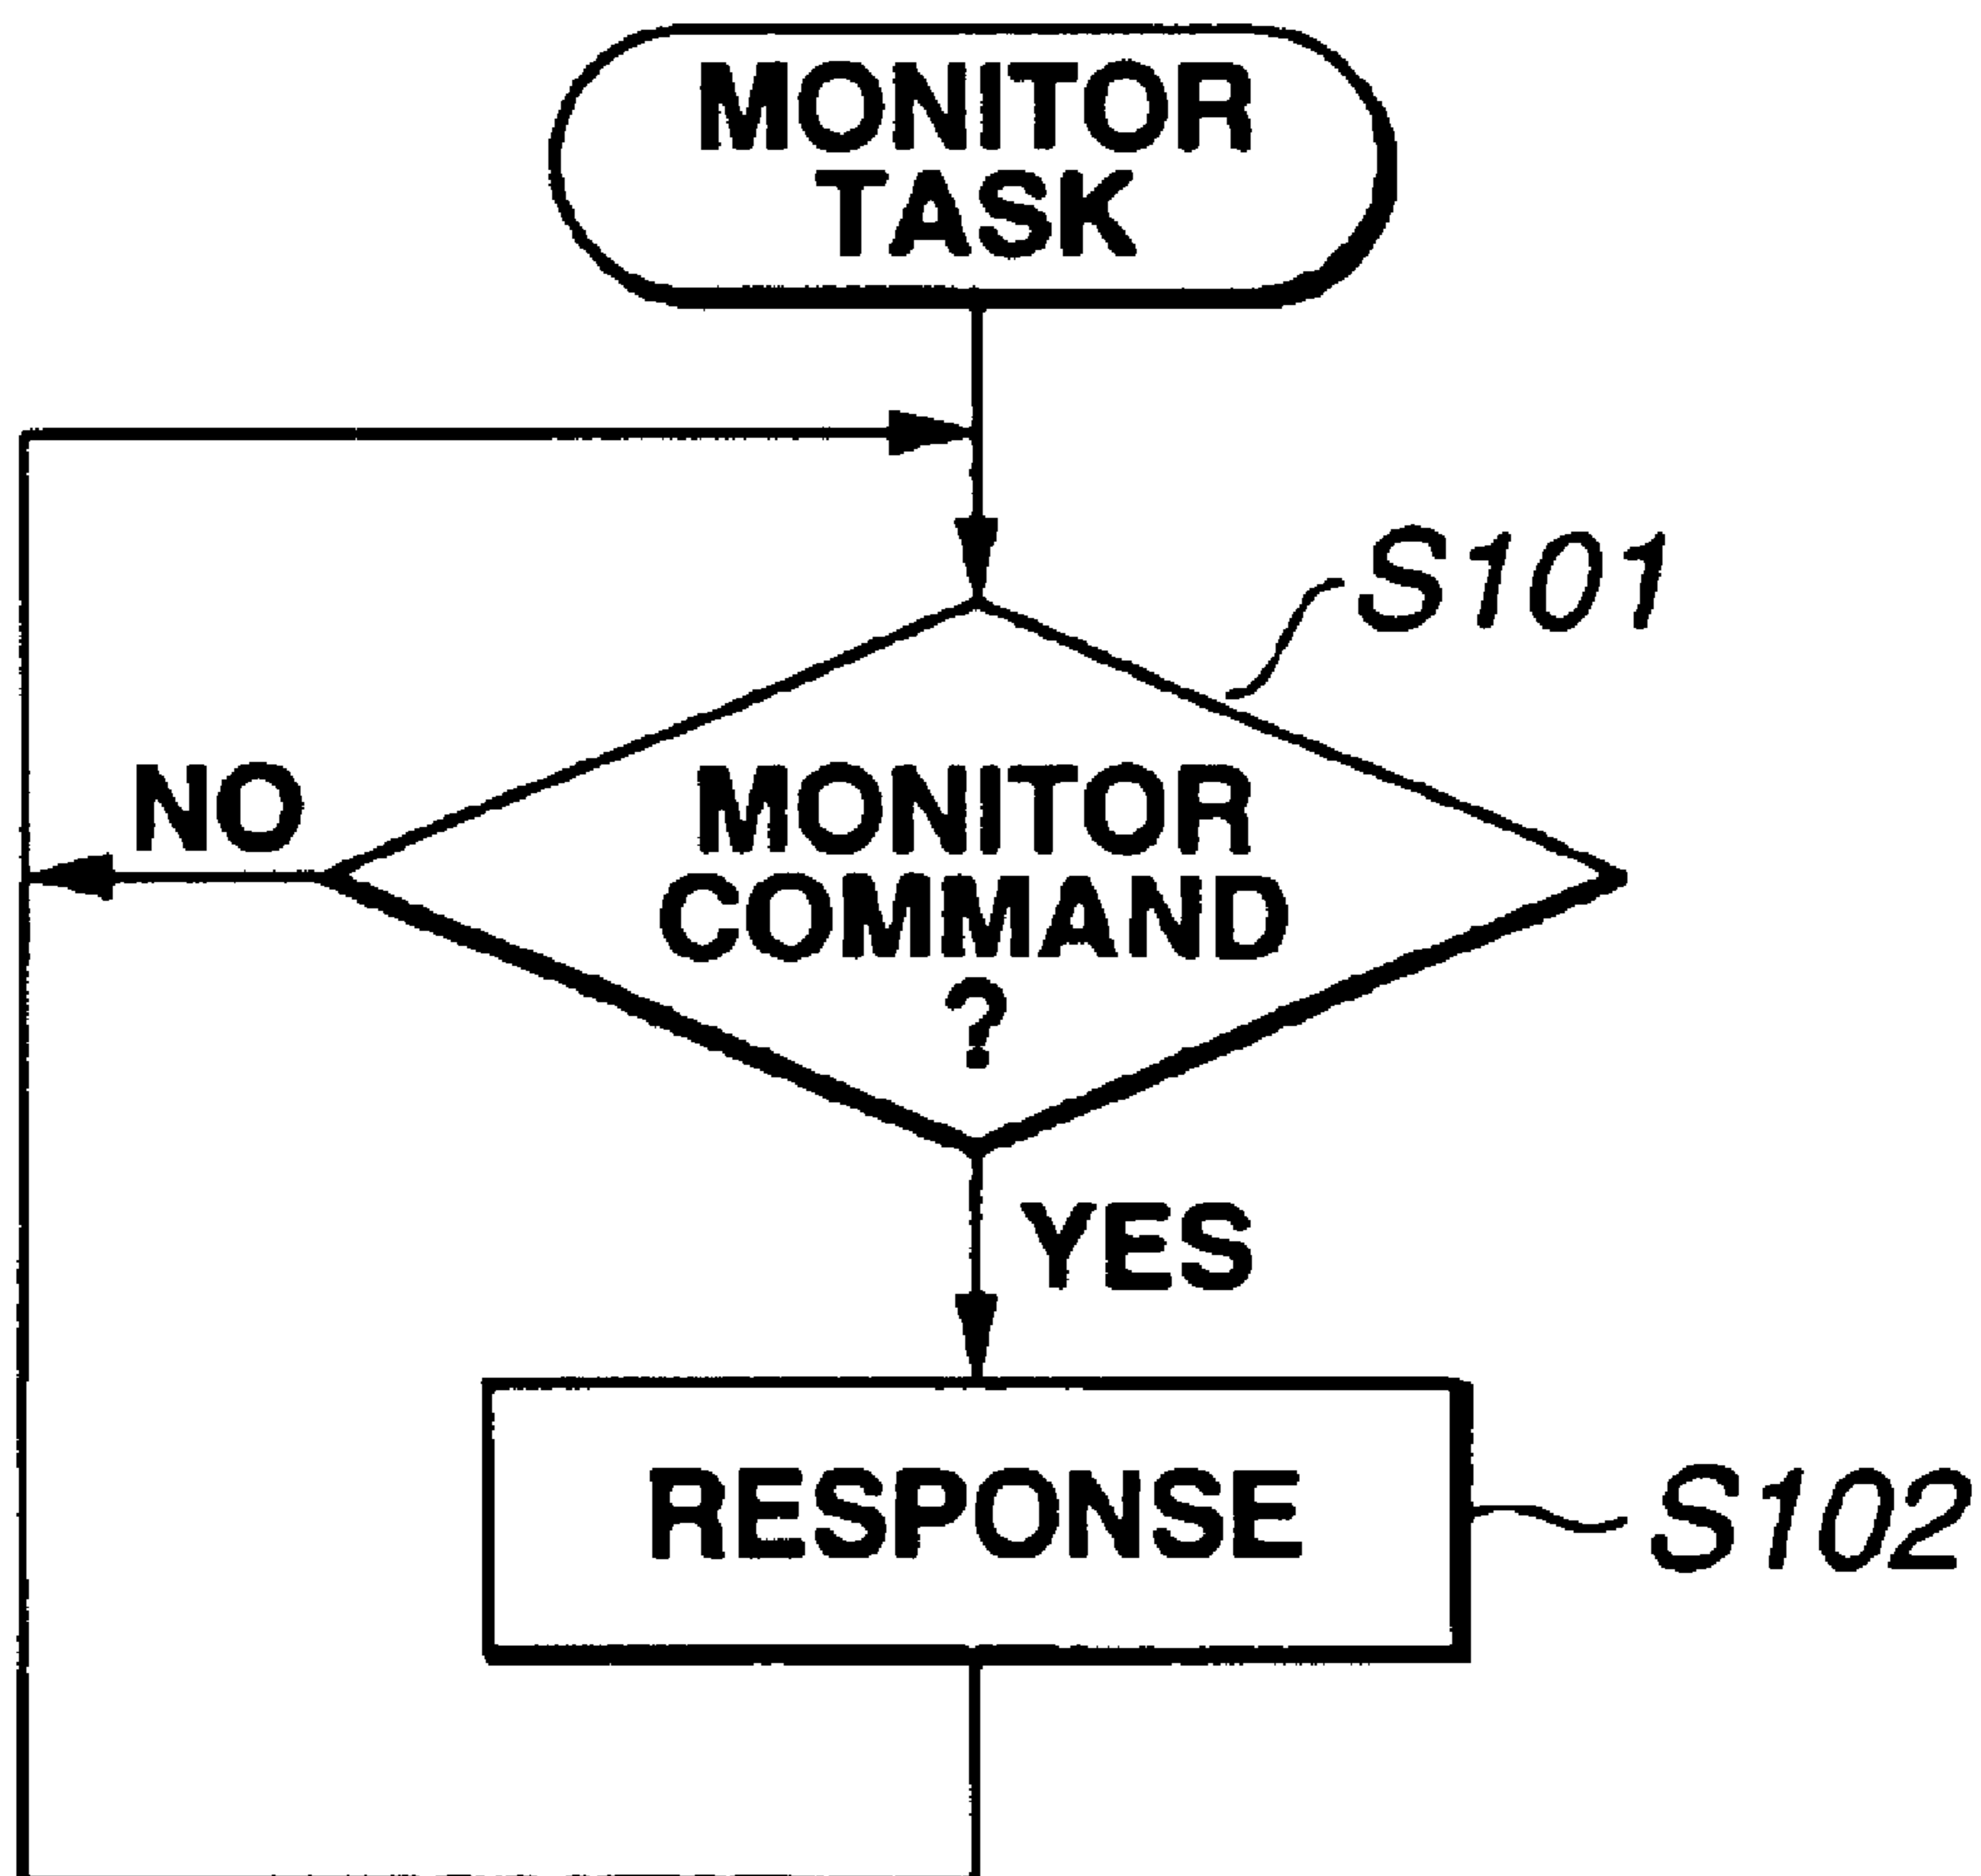 MONITOR
TASK
S101
NO
MONITOR
COMMAND
?
YES
RESPONSE
S102